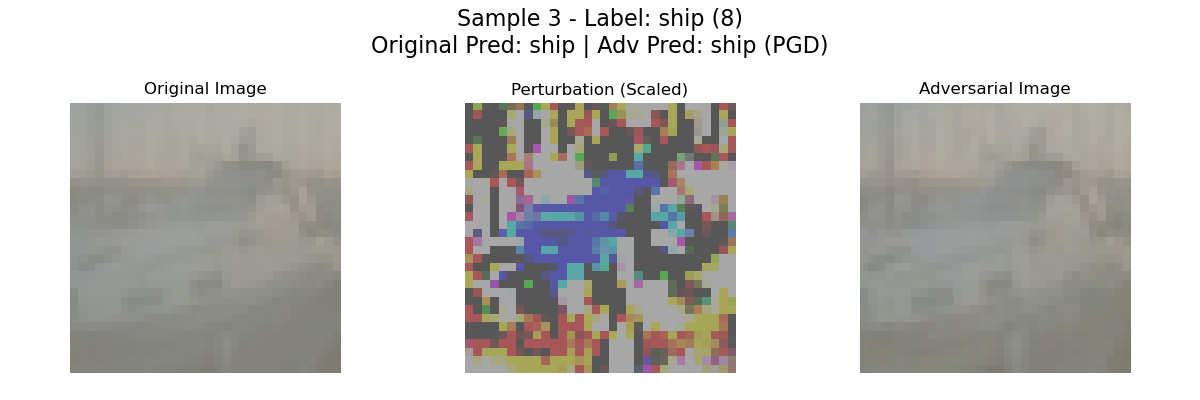 Sample 3 - Label: ship (8)
Original Pred: ship | Adv Pred: ship (PGD)
Original Image
Perturbation (Scaled)
Adversarial Image